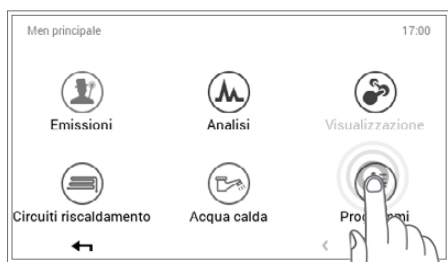 Men principale 17:00
Emissioni Analisi Visualizzazione
Circuiti riscaldamento Acqua calda